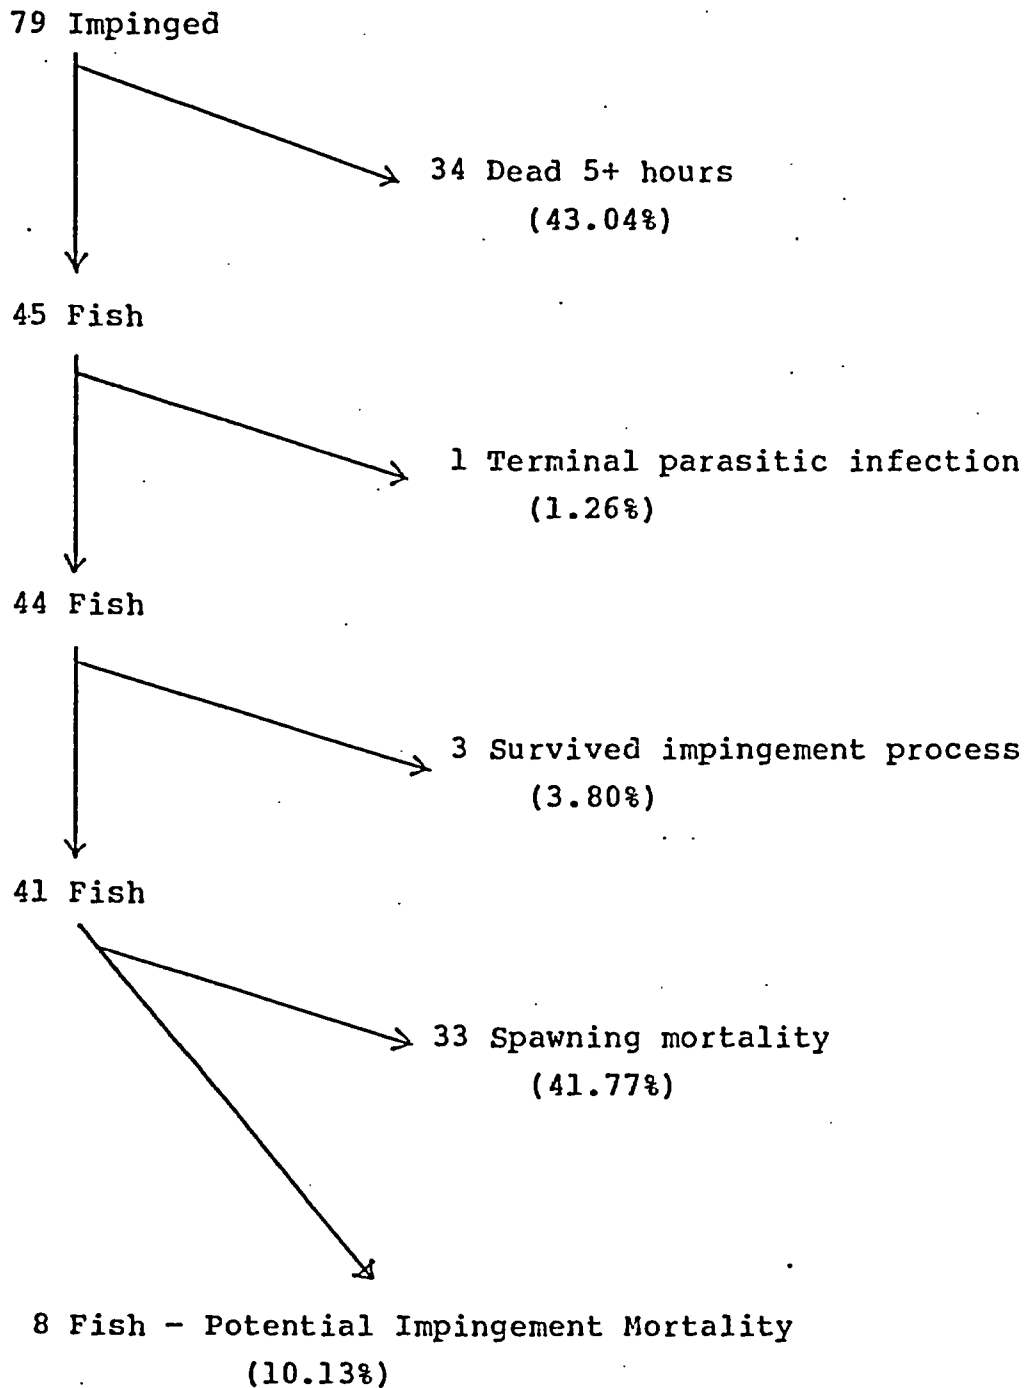 79 Impinged
34 Dead 5+ hours
(43.04%)
45 Fish
1 Terminal parasitic infection
(1.26%)
44 Fish
3 Survived impingement process
(3.80%)
41 Fish
33 Spawning mortality
(41.77%)
8 Fish - Potential Impingement Mortality
(10.13%)